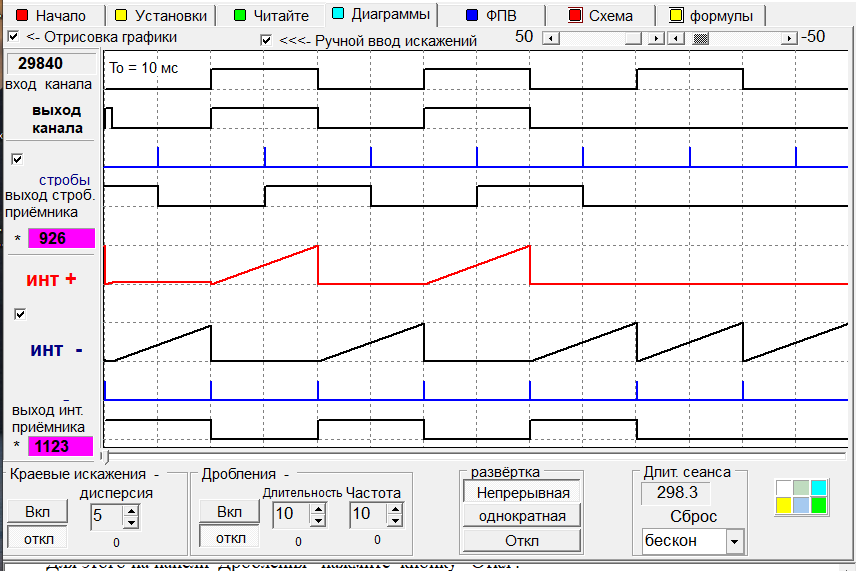 Начало Установки Читайте Диаграммы ФПВ Схема формулы
<- Отрисовка графики <<<- Ручной ввод искажений 50 -50
29840
вход канала
То = 10 мс
выход
канала
стробы
выход строб.
приёмника
* 926
инт +
инт -
-
выход инт.
приёмника
* 1123
Краевые искажения -
дисперсия
Вкл
откл
5
0
Дробления -
Длительность Частота
Вкл
откл
10 10
0 0
развёртка
Непрерывная
однократная
Откл
Длит. сеанса
298.3
Сброс
бескон